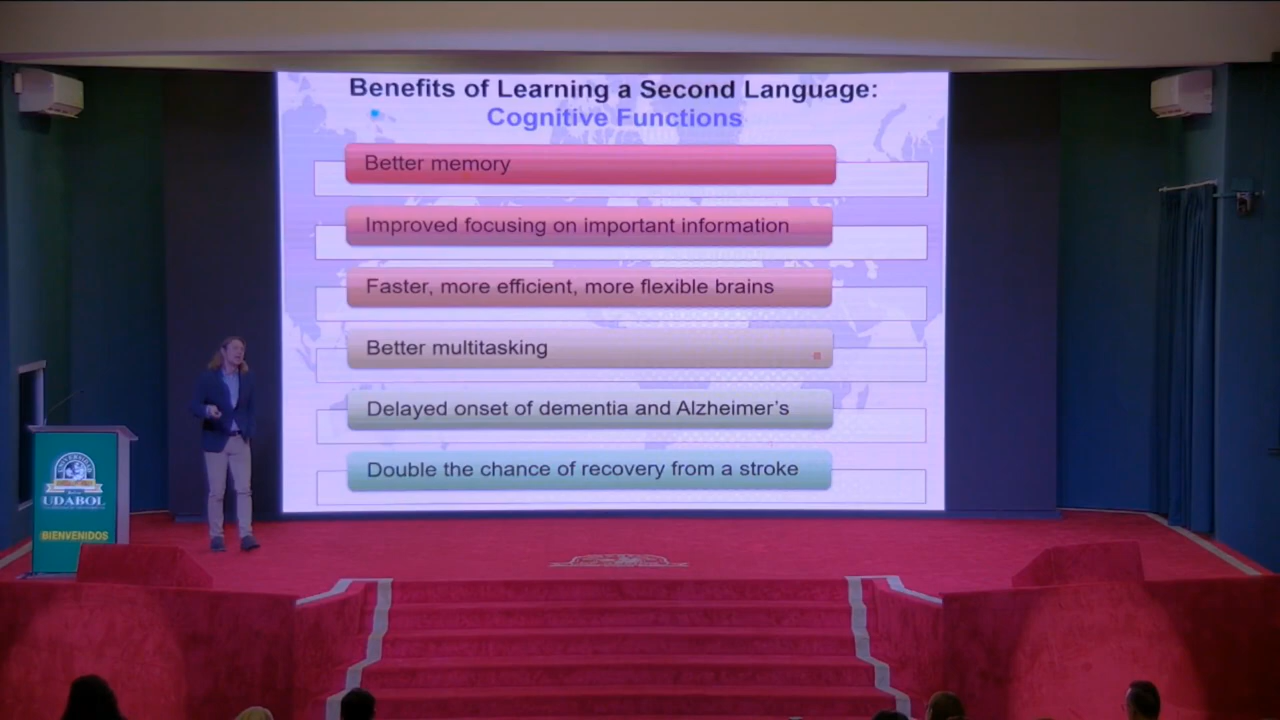 Benefits of Learning a Second Language:
Cognitive Functions
Better memory
Improved focusing on important information
Faster, more efficient, more flexible brains
Better multitasking
Delayed onset of dementia and Alzheimer's
Double the chance of recovery from a stroke
UDABOL
BIENVENIDOS